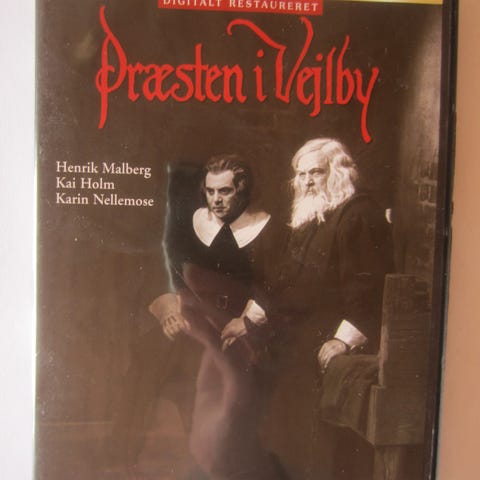 DIGITALT RESTAURERET
Præsten i Vejlby
Henrik Malberg
Kai Holm
Karin Nellemose